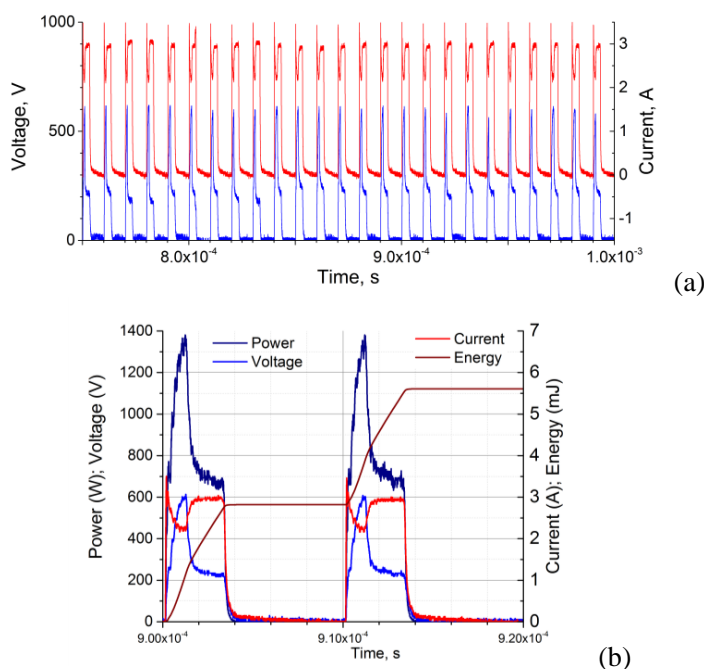 1000
500
0
Voltage, V
3
2
1
0
-1
Current, A
8.0x10⁻⁴ 9.0x10⁻⁴ 1.0x10⁻³
Time, s
(a)
1400
1200
1000
800
600
400
200
0
Power (W); Voltage (V)
Power
Voltage
Current
Energy
7
6
5
4
3
2
1
0
Current (A); Energy (mJ)
9.00x10⁻⁴ 9.10x10⁻⁴ 9.20x10⁻⁴
Time, s
(b)